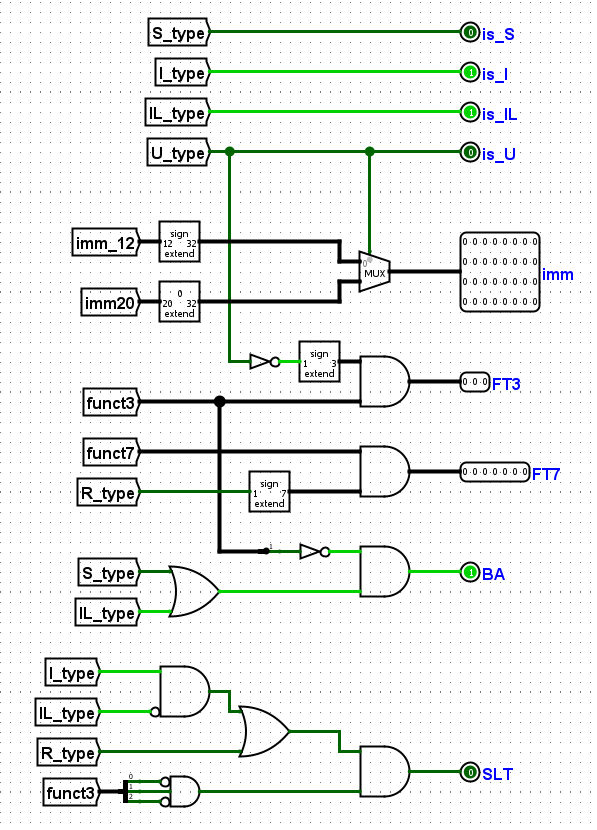 S_type 0 is_S
I_type 1 is_I
IL_type 1 is_IL
U_type 0 is_U
imm_12 sign 12 32 extend
0 MUX
0 0 0 0 0 0 0 0
0 0 0 0 0 0 0 0
0 0 0 0 0 0 0 0
0 0 0 0 0 0 0 0
imm
imm20 0 20 32 extend
sign 1 3 extend
0 0 0 FT3
funct3
funct7
0 0 0 0 0 0 0 FT7
R_type sign 1 7 extend
1
S_type
1 BA
IL_type
I_type
IL_type
R_type
0 SLT
funct3 0 1 2